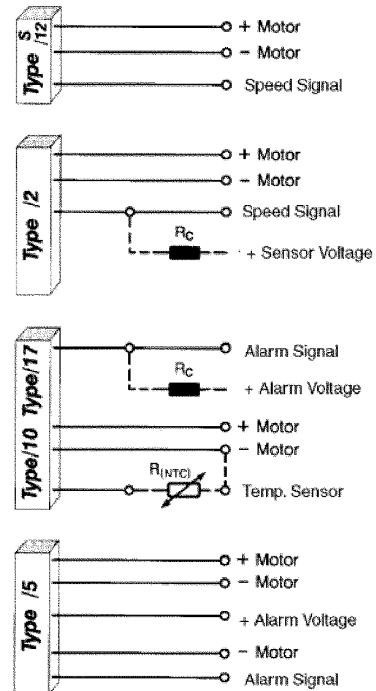 Type S /12
+ Motor
− Motor
Speed Signal
Type /2
+ Motor
− Motor
Speed Signal
RC
+ Sensor Voltage
Type/10 Type/17
Alarm Signal
RC
+ Alarm Voltage
+ Motor
− Motor
R(NTC)
Temp. Sensor
Type /5
+ Motor
− Motor
+ Alarm Voltage
− Motor
Alarm Signal